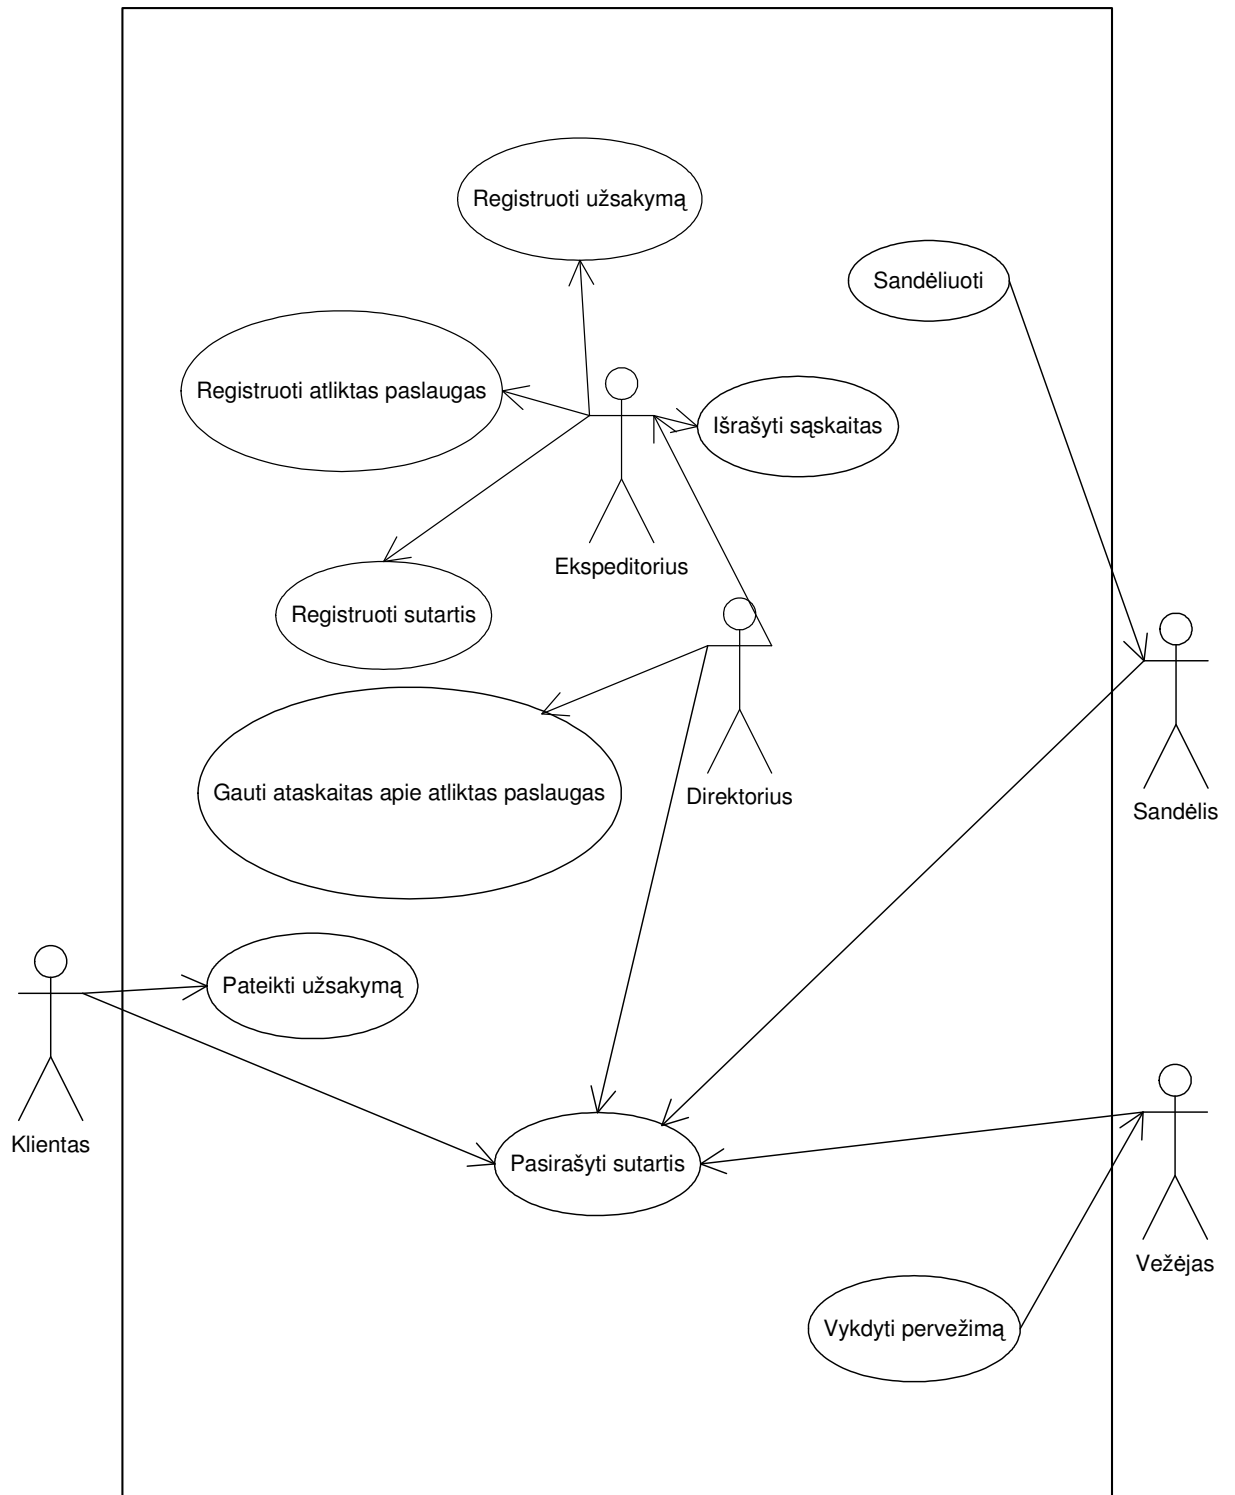 Registruoti užsakymą
Sandėliuoti
Registruoti atliktas paslaugas
Išrašyti sąskaitas
Ekspeditorius
Registruoti sutartis
Gauti ataskaitas apie atliktas paslaugas
Direktorius
Sandėlis
Pateikti užsakymą
Klientas
Pasirašyti sutartis
Vežėjas
Vykdyti pervežimą